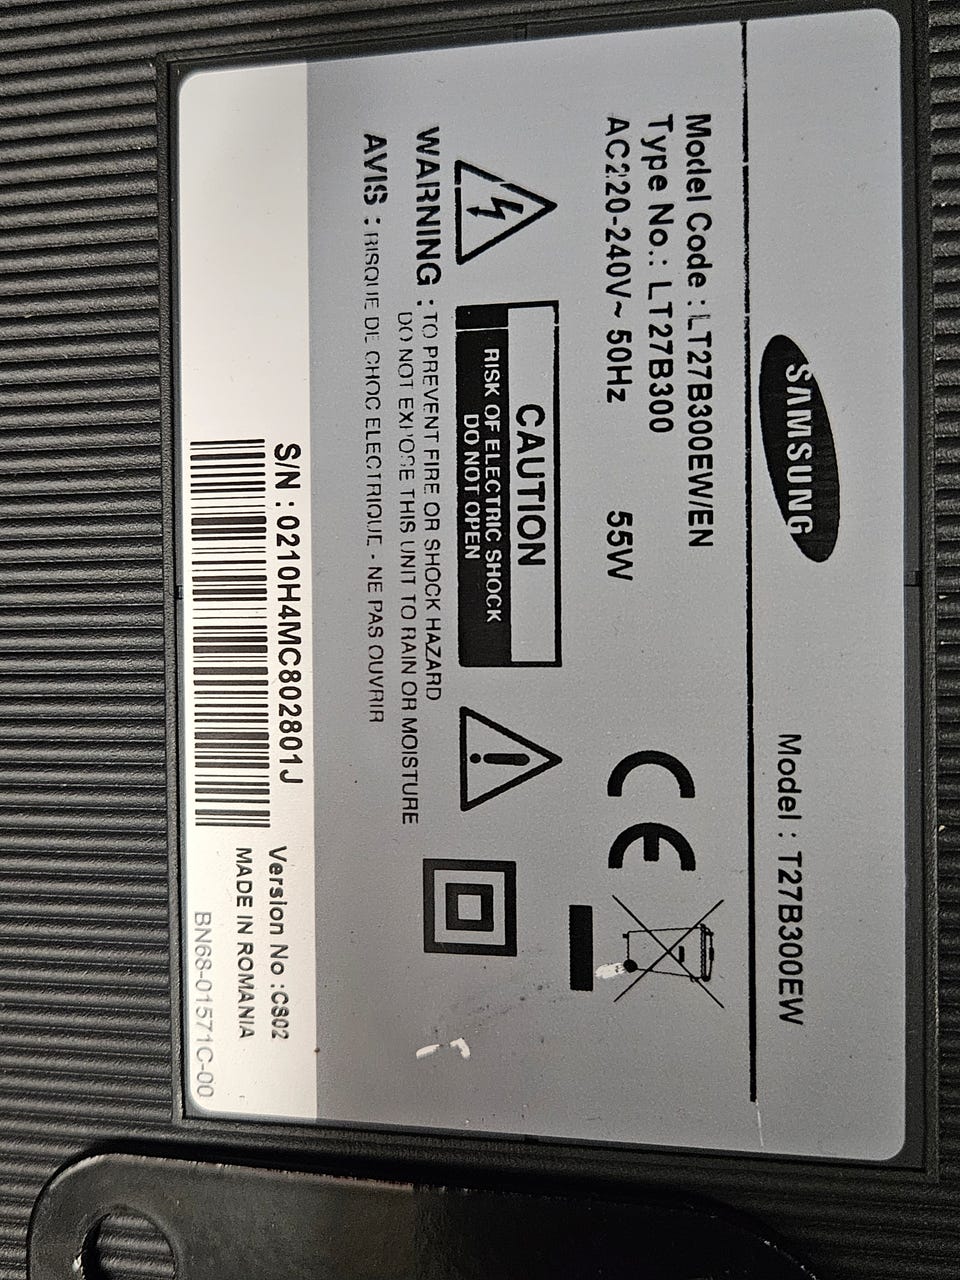 SAMSUNG
Model : T27B300EW
Model Code : LT27B300EW/EN
Type No.: LT27B300
AC220-240V~ 50Hz 55W
CE
CAUTION
RISK OF ELECTRIC SHOCK
DO NOT OPEN
WARNING : TO PREVENT FIRE OR SHOCK HAZARD
DO NOT EXPOSE THIS UNIT TO RAIN OR MOISTURE
AVIS : RISQUE DE CHOC ELECTRIQUE - NE PAS OUVRIR
S/N : 0210H4MC802801J
Version No :CS02
MADE IN ROMANIA
BN68-01571C-00